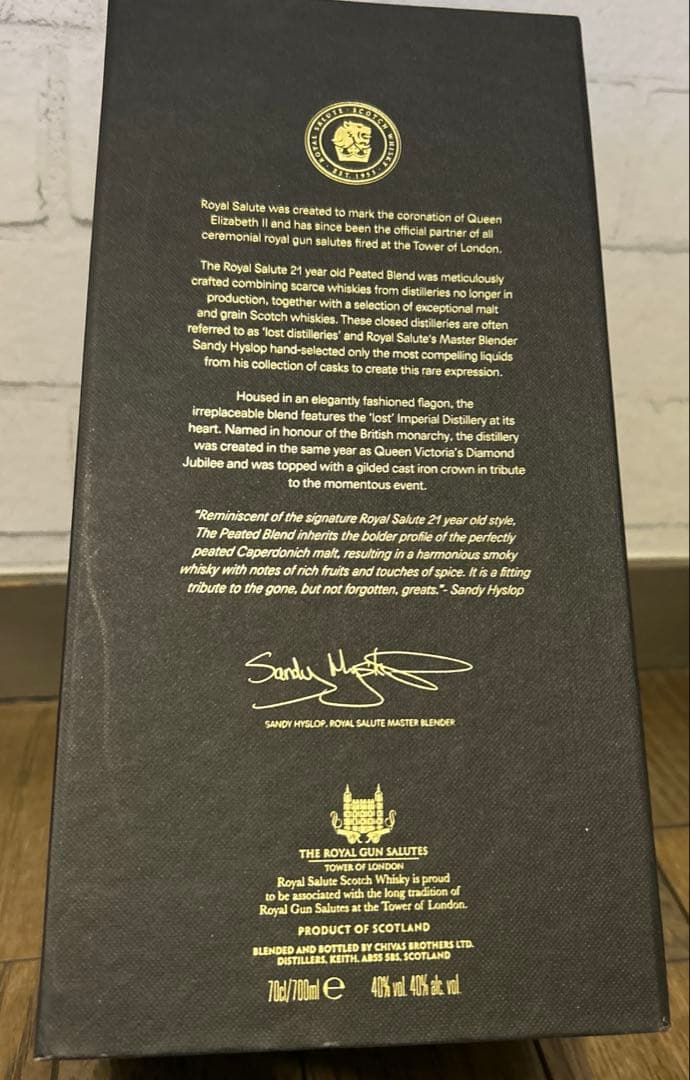 ROYAL SALUTE · SCOTCH WHISKY
· EST. 1953 ·
Royal Salute was created to mark the coronation of Queen
Elizabeth II and has since been the official partner of all
ceremonial royal gun salutes fired at the Tower of London.
The Royal Salute 21 year old Peated Blend was meticulously
crafted combining scarce whiskies from distilleries no longer in
production, together with a selection of exceptional malt
and grain Scotch whiskies. These closed distilleries are often
referred to as 'lost distilleries' and Royal Salute's Master Blender
Sandy Hyslop hand-selected only the most compelling liquids
from his collection of casks to create this rare expression.
Housed in an elegantly fashioned flagon, the
irreplaceable blend features the 'lost' Imperial Distillery at its
heart. Named in honour of the British monarchy, the distillery
was created in the same year as Queen Victoria's Diamond
Jubilee and was topped with a gilded cast iron crown in tribute
to the momentous event.
"Reminiscent of the signature Royal Salute 21 year old style,
The Peated Blend inherits the bolder profile of the perfectly
peated Caperdonich malt, resulting in a harmonious smoky
whisky with notes of rich fruits and touches of spice. It is a fitting
tribute to the gone, but not forgotten, greats."- Sandy Hyslop
Sandy Hyslop
SANDY HYSLOP, ROYAL SALUTE MASTER BLENDER
THE ROYAL GUN SALUTES
TOWER OF LONDON
Royal Salute Scotch Whisky is proud
to be associated with the long tradition of
Royal Gun Salutes at the Tower of London.
PRODUCT OF SCOTLAND
BLENDED AND BOTTLED BY CHIVAS BROTHERS LTD.
DISTILLERS, KEITH, AB55 5BS, SCOTLAND
70cl/700ml e 40% vol. 40% alc. vol.